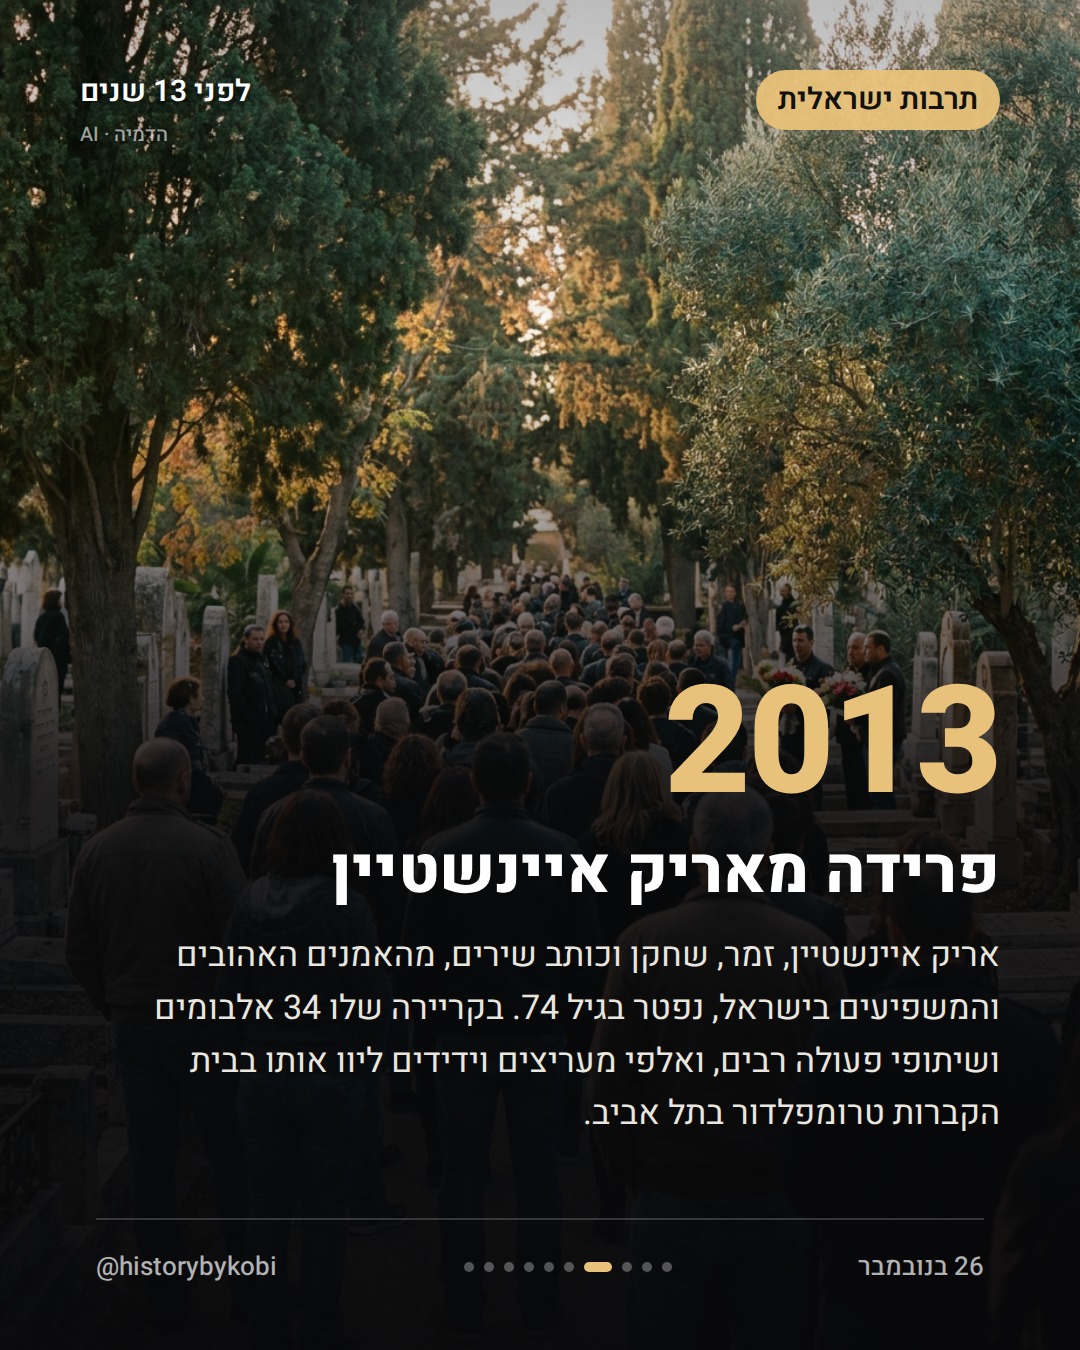 תרבות ישראלית
לפני 13 שנים
הדמיה · AI
2013
פרידה מאריק איינשטיין
אריק איינשטיין, זמר, שחקן וכותב שירים, מהאמנים האהובים
והמשפיעים בישראל, נפטר בגיל 74. בקריירה שלו 34 אלבומים
ושיתופי פעולה רבים, ואלפי מעריצים וידידים ליוו אותו בבית
הקברות טרומפלדור בתל אביב.
26 בנובמבר
@historybykobi